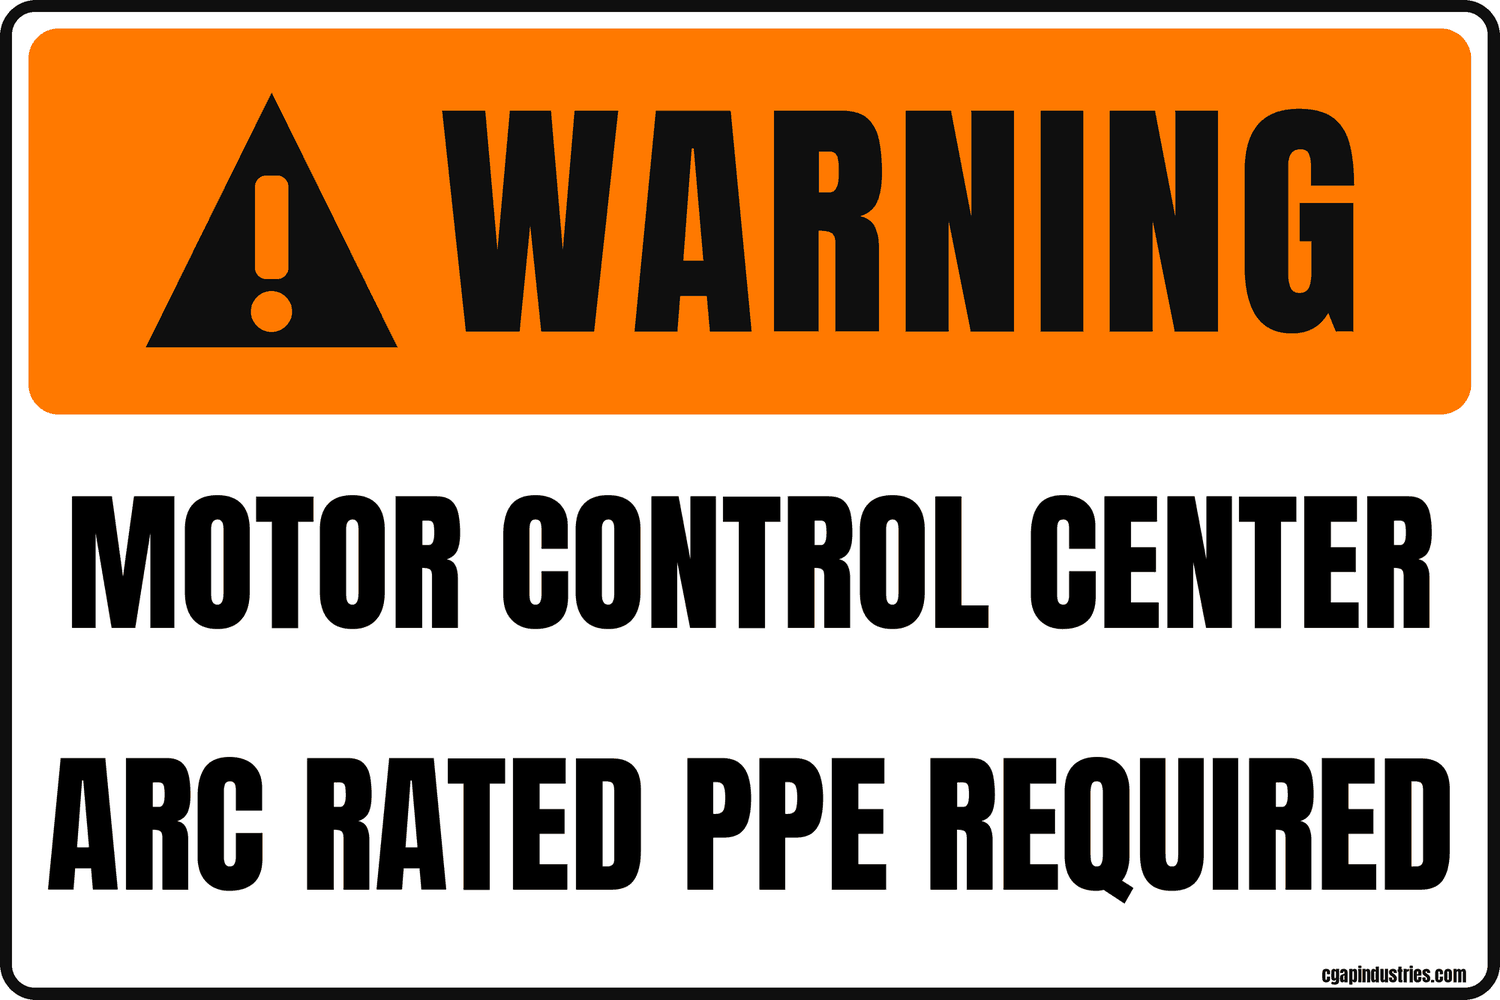 WARNING
MOTOR CONTROL CENTER
ARC RATED PPE REQUIRED
cgapindustries.com